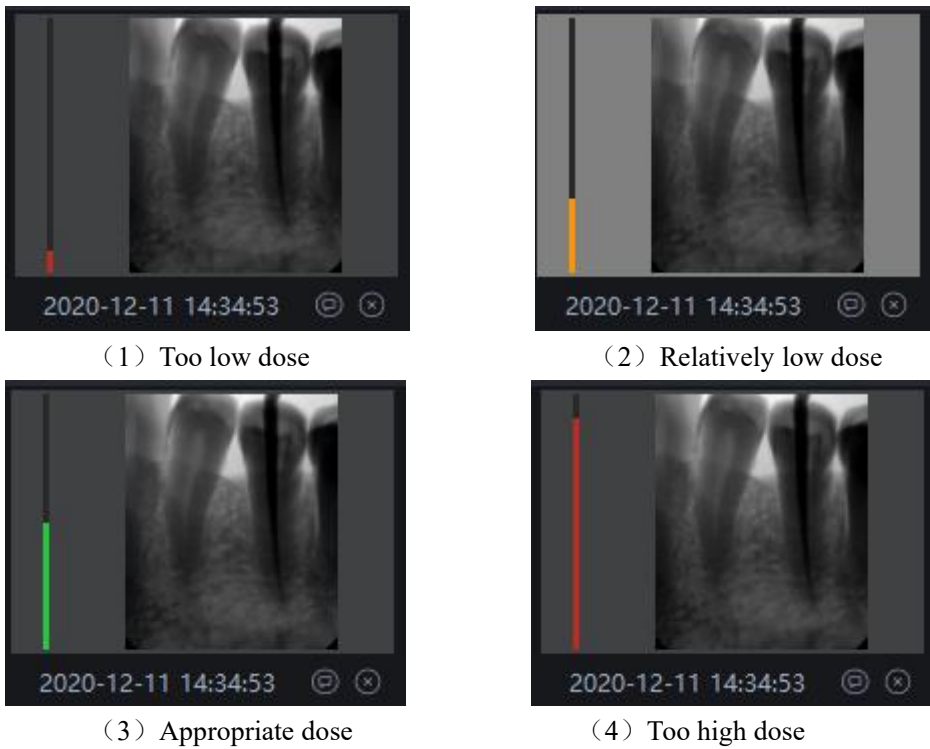 2020-12-11 14:34:53
2020-12-11 14:34:53
（1）Too low dose
（2）Relatively low dose
2020-12-11 14:34:53
2020-12-11 14:34:53
（3）Appropriate dose
（4）Too high dose